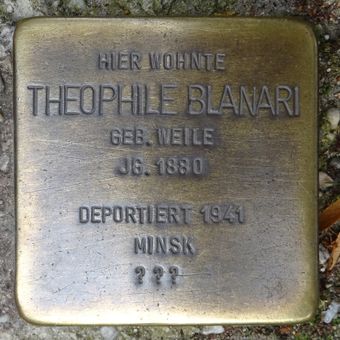 HIER WOHNTE
THEOPHILE BLANARI
GEB. WEILE
JG. 1880
DEPORTIERT 1941
MINSK
???